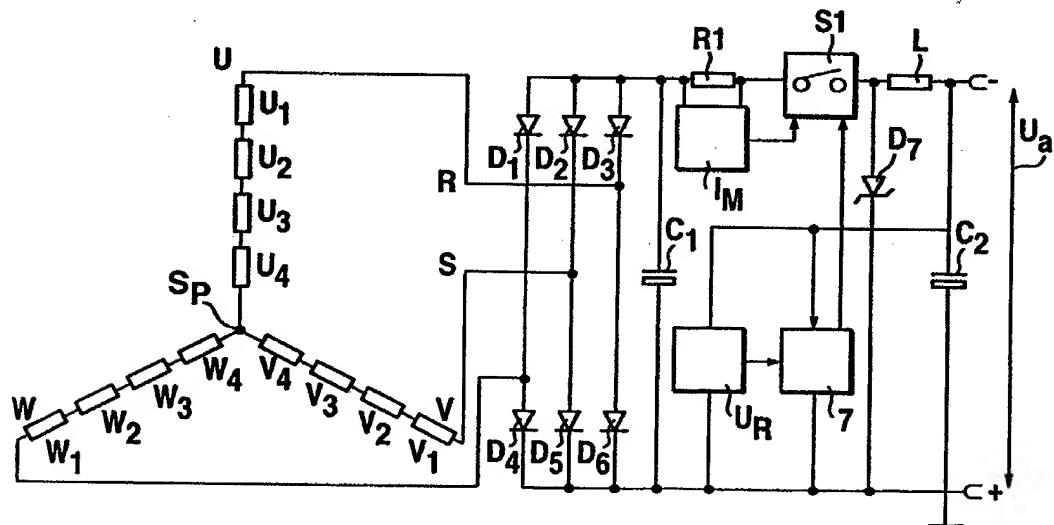 U
U1
U2
U3
U4
SP
W4
W3
W2
W
W1
V4
V3
V2
V
V1
R
S
D1
D2
D3
D4
D5
D6
C1
R1
IM
S1
L
-
D7
Ua
C2
UR
7
+